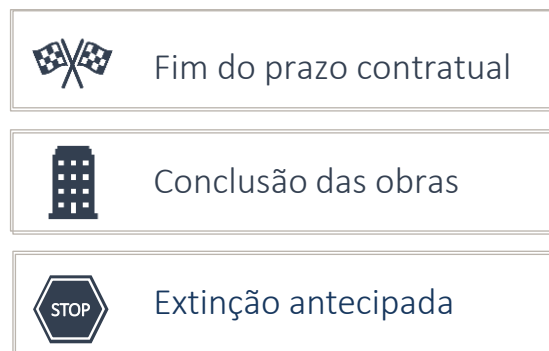 Fim do prazo contratual
Conclusão das obras
STOP
Extinção antecipada